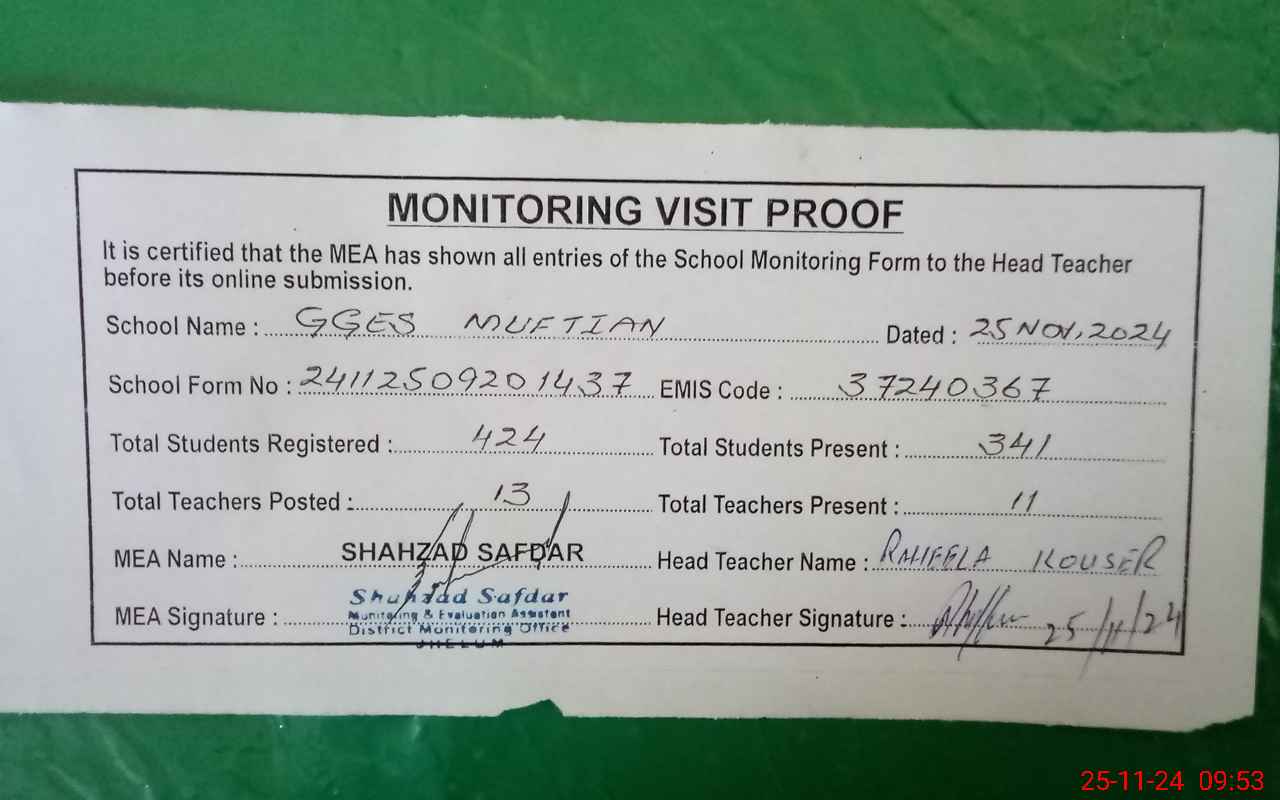 MONITORING VISIT PROOF
It is certified that the MEA has shown all entries of the School Monitoring Form to the Head Teacher
before its online submission.
School Name : GGES MUFTIAN Dated : 25 NOV, 2024
School Form No : 24112509201437 EMIS Code : 37240367
Total Students Registered : 424 Total Students Present : 341
Total Teachers Posted : 13 Total Teachers Present : 11
MEA Name : SHAHZAD SAFDAR Head Teacher Name : RAHEELA KOUSER
Shahzad Safdar
MEA Signature : Monitoring & Evaluation Assistant Head Teacher Signature : 25/11/24
District Monitoring Office
JHELUM
25-11-24 09:53